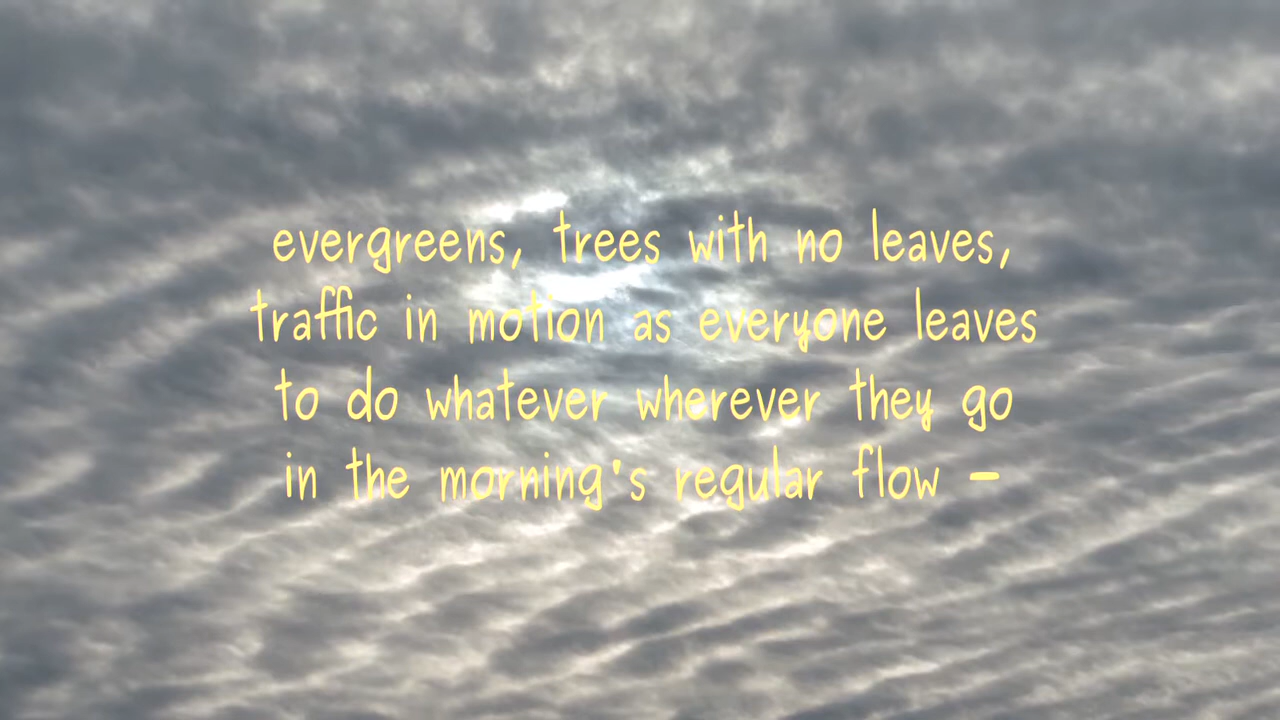 evergreens, trees with no leaves,
traffic in motion as everyone leaves
to do whatever wherever they go
in the morning's regular flow –